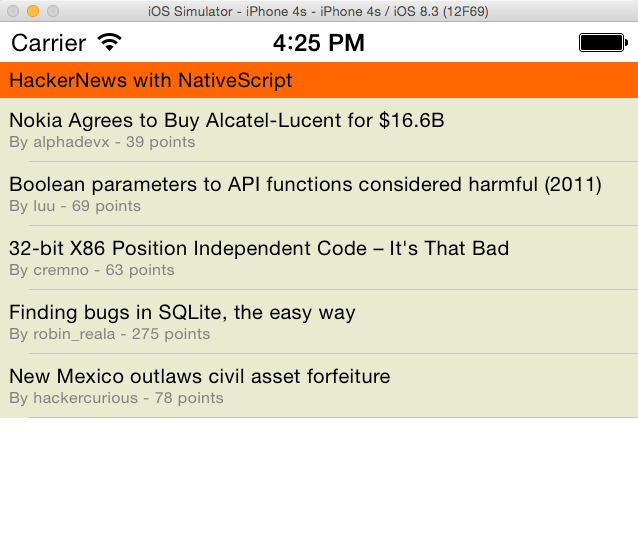 iOS Simulator - iPhone 4s - iPhone 4s / iOS 8.3 (12F69)
Carrier 4:25 PM
HackerNews with NativeScript
Nokia Agrees to Buy Alcatel-Lucent for $16.6B
By alphadevx - 39 points
Boolean parameters to API functions considered harmful (2011)
By luu - 69 points
32-bit X86 Position Independent Code – It's That Bad
By cremno - 63 points
Finding bugs in SQLite, the easy way
By robin_reala - 275 points
New Mexico outlaws civil asset forfeiture
By hackercurious - 78 points